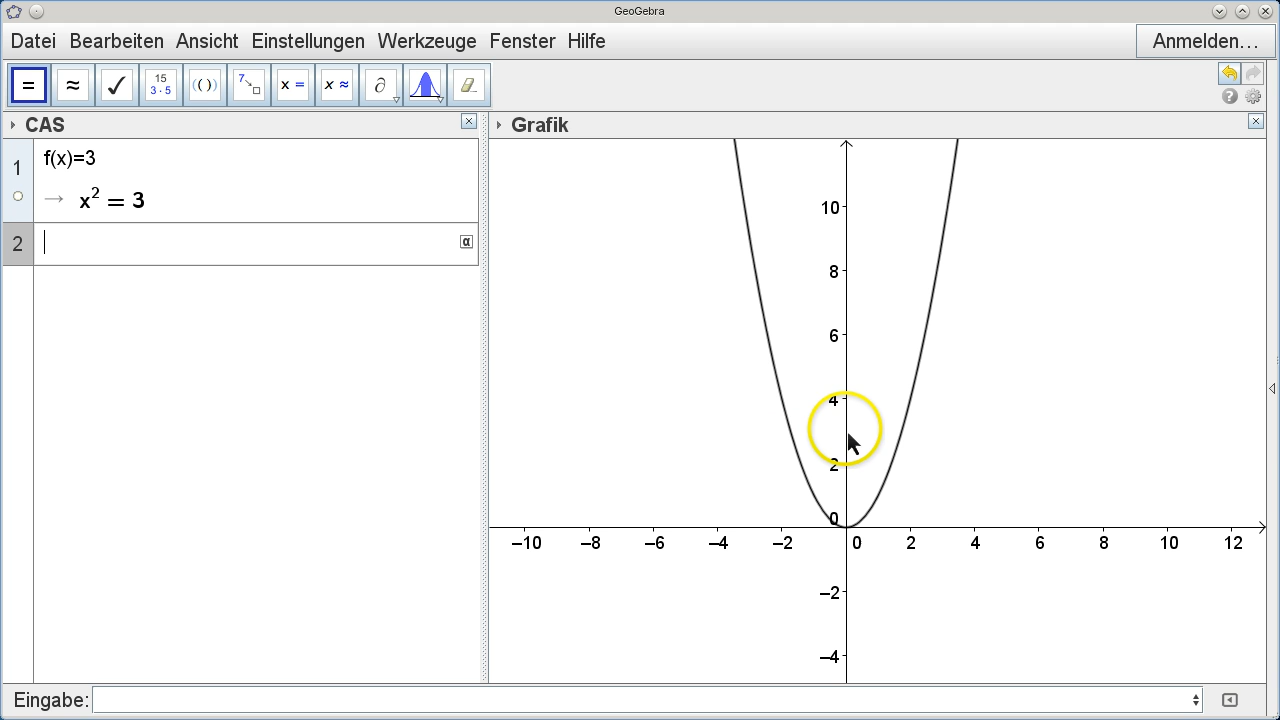 GeoGebra
Datei Bearbeiten Ansicht Einstellungen Werkzeuge Fenster Hilfe Anmelden...
= ≈ ✓ 15 3·5 (()) 7 x = x ≈ ∂
CAS
Grafik
1 f(x)=3
→ x² = 3
2 α
10
8
6
4
2
0
–10 –8 –6 –4 –2 0 2 4 6 8 10 12
–2
–4
Eingabe: